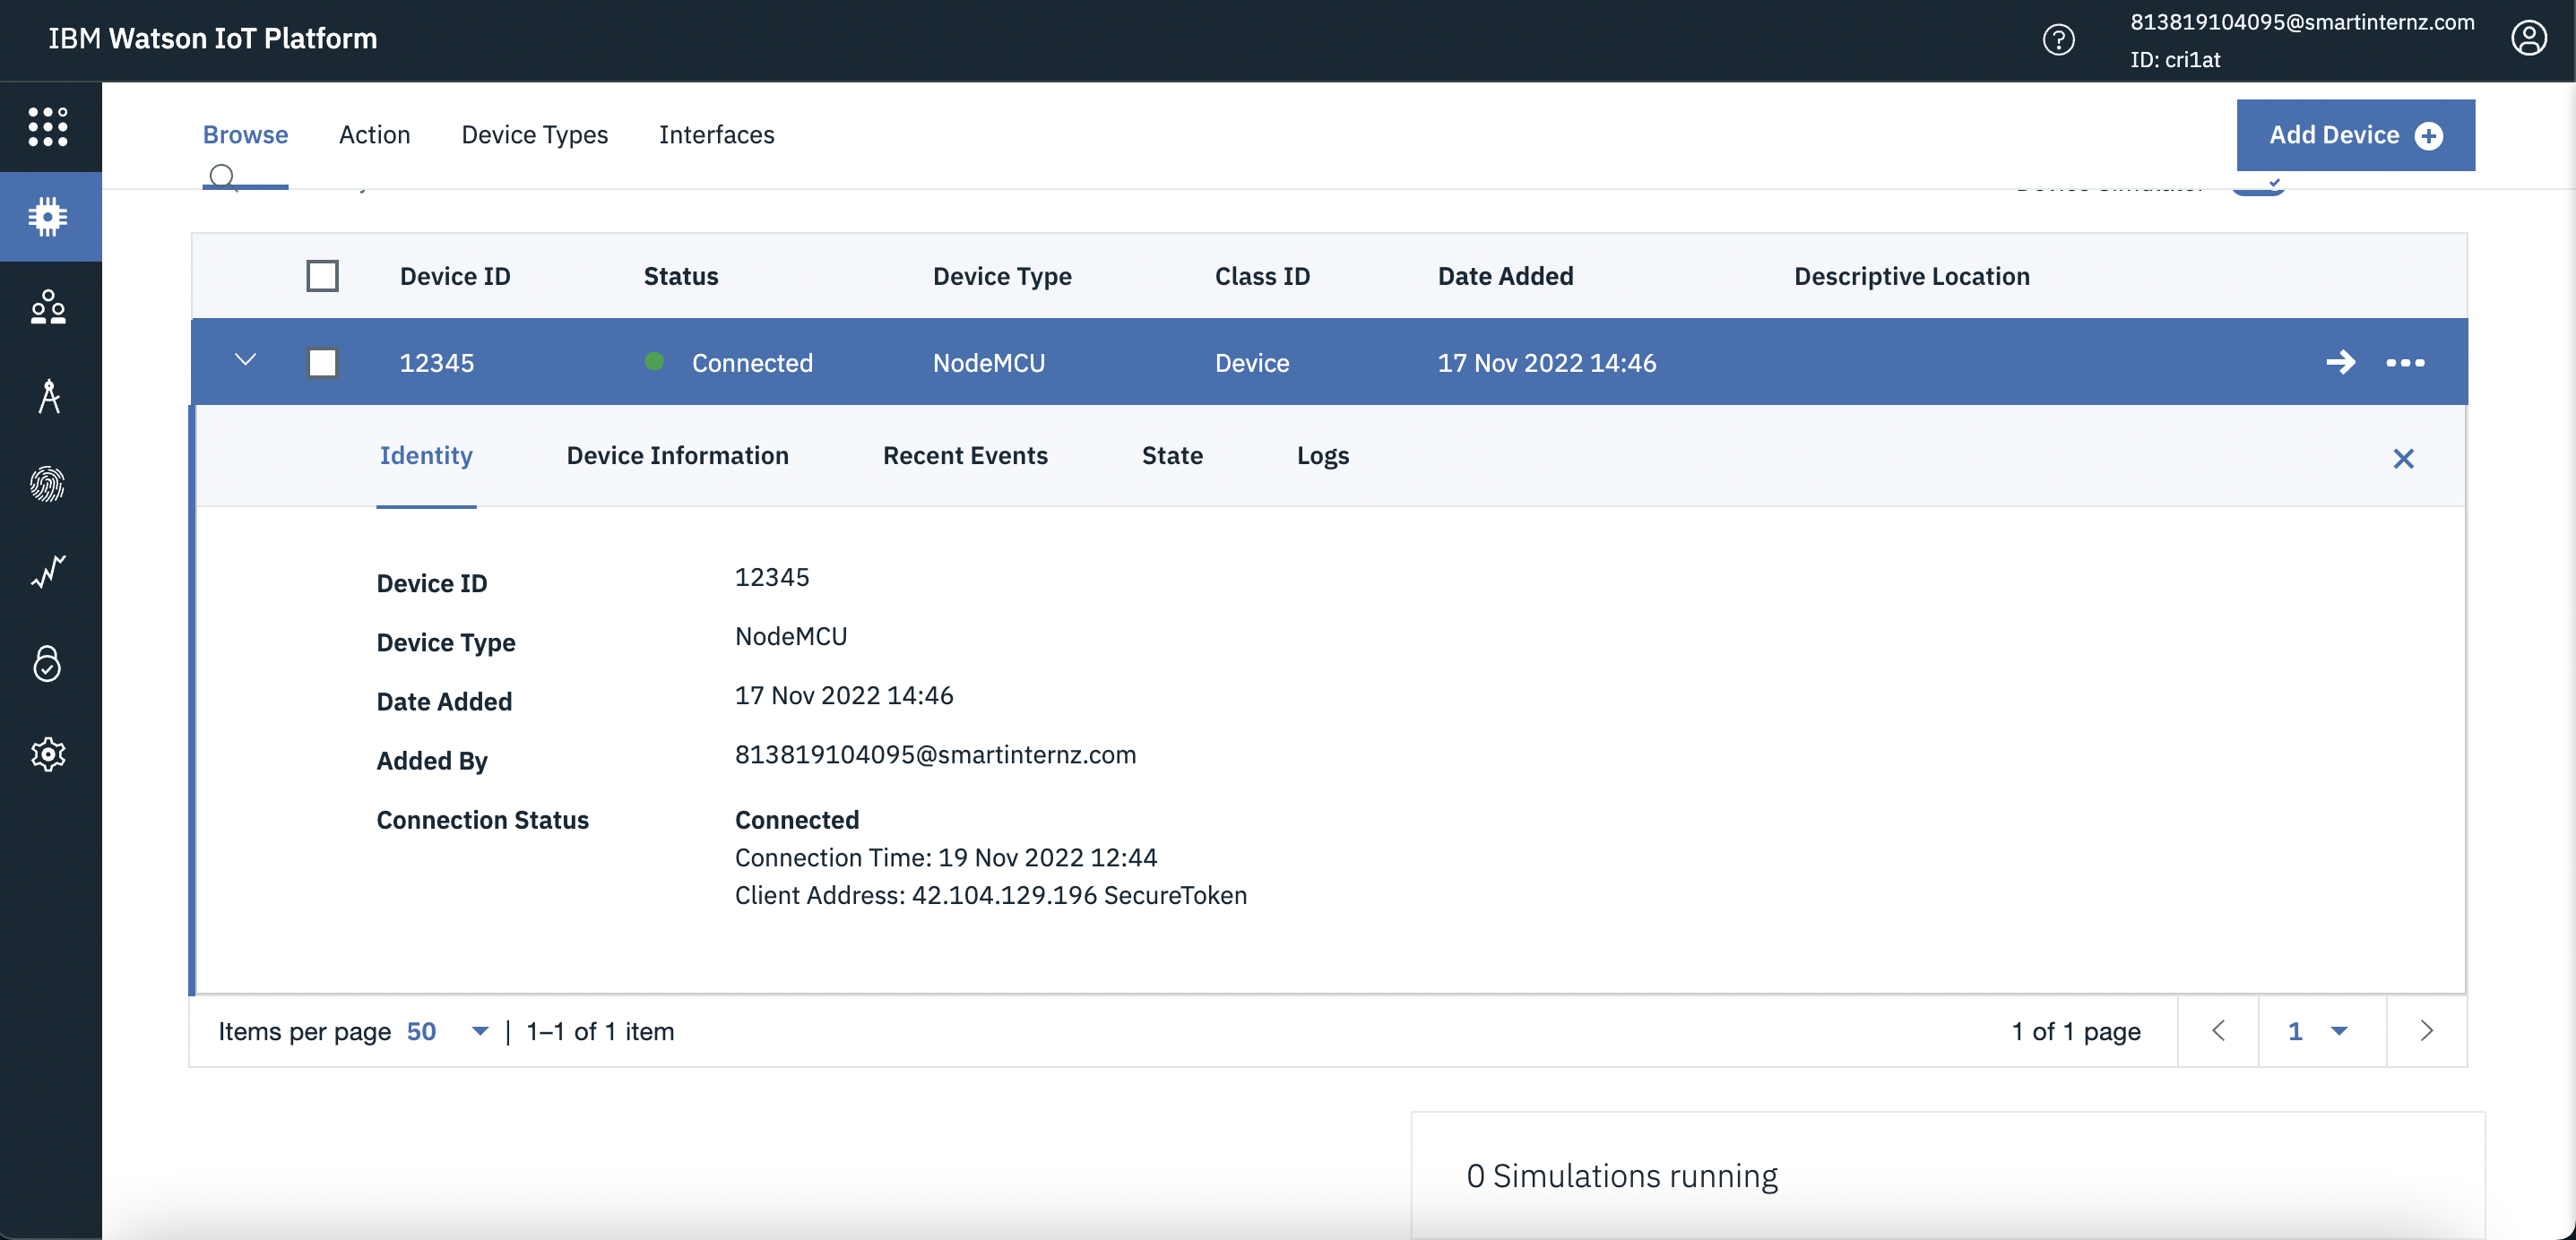 IBM Watson IoT Platform
813819104095@smartinternz.com
ID: cri1at
Browse Action Device Types Interfaces
Add Device
Device ID Status Device Type Class ID Date Added Descriptive Location
12345 Connected NodeMCU Device 17 Nov 2022 14:46
Identity Device Information Recent Events State Logs
Device ID 12345
Device Type NodeMCU
Date Added 17 Nov 2022 14:46
Added By 813819104095@smartinternz.com
Connection Status Connected
Connection Time: 19 Nov 2022 12:44
Client Address: 42.104.129.196 SecureToken
Items per page 50 | 1–1 of 1 item 1 of 1 page 1
0 Simulations running